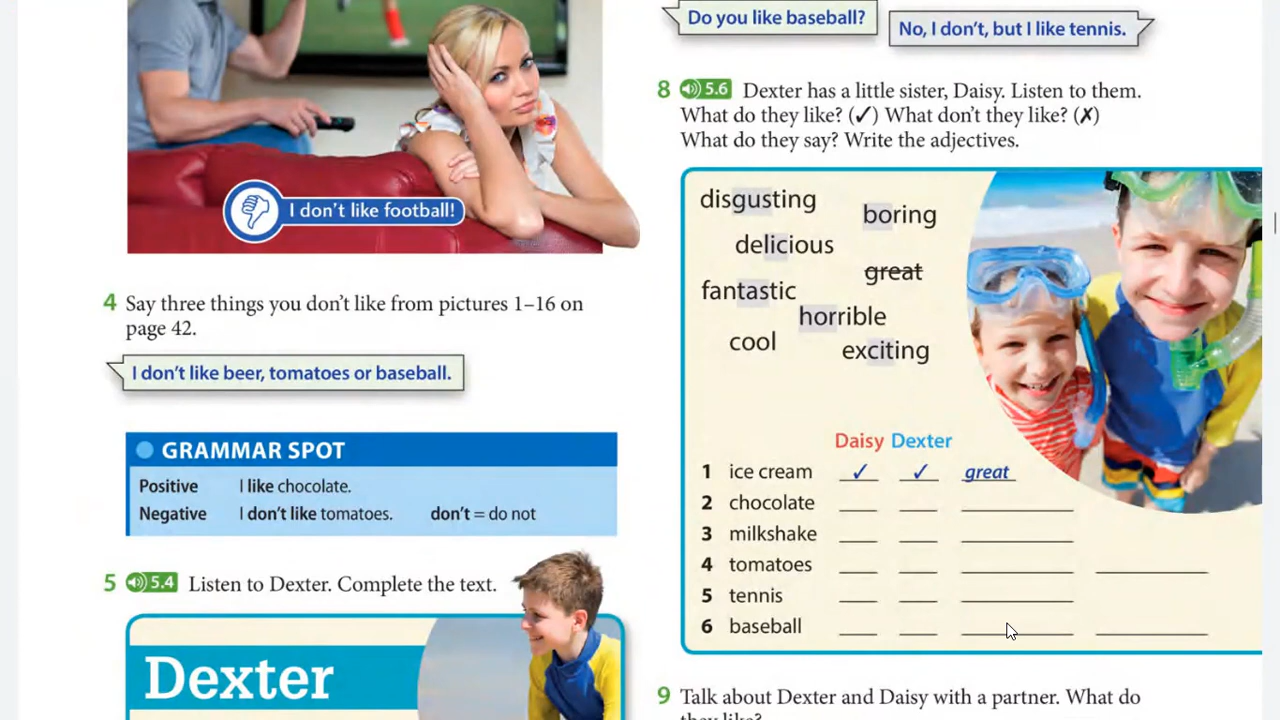 I don't like football!
4 Say three things you don't like from pictures 1–16 on
page 42.
I don't like beer, tomatoes or baseball.
GRAMMAR SPOT
Positive I like chocolate.
Negative I don't like tomatoes. don't = do not
5 5.4 Listen to Dexter. Complete the text.
Dexter
Do you like baseball?
No, I don't, but I like tennis.
8 5.6 Dexter has a little sister, Daisy. Listen to them.
What do they like? (✓) What don't they like? (✗)
What do they say? Write the adjectives.
disgusting
boring
delicious
great
fantastic
horrible
cool
exciting
Daisy Dexter
1 ice cream ✓ ✓ great
2 chocolate
3 milkshake
4 tomatoes
5 tennis
6 baseball
9 Talk about Dexter and Daisy with a partner. What do
they like?